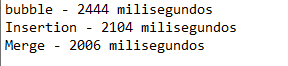 bubble - 2444 milisegundos
Insertion - 2104 milisegundos
Merge - 2006 milisegundos